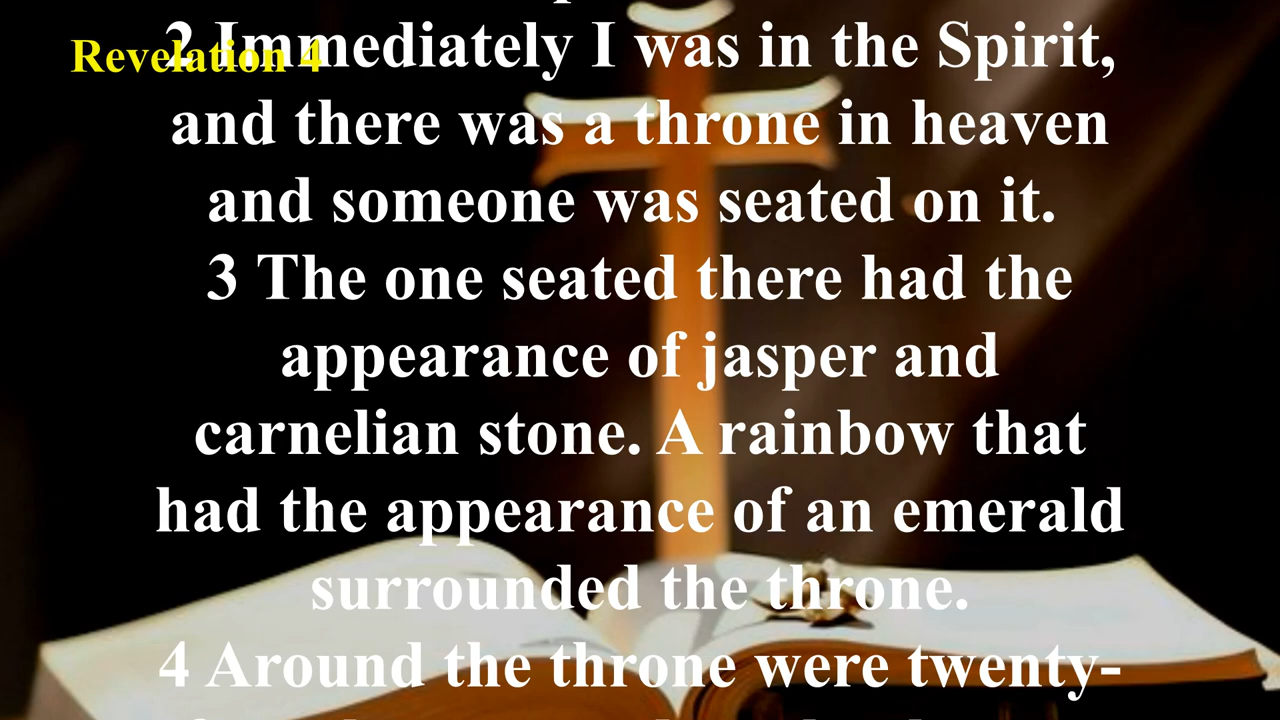 Revelation 4
2 Immediately I was in the Spirit,
and there was a throne in heaven
and someone was seated on it.
3 The one seated there had the
appearance of jasper and
carnelian stone. A rainbow that
had the appearance of an emerald
surrounded the throne.
4 Around the throne were twenty-